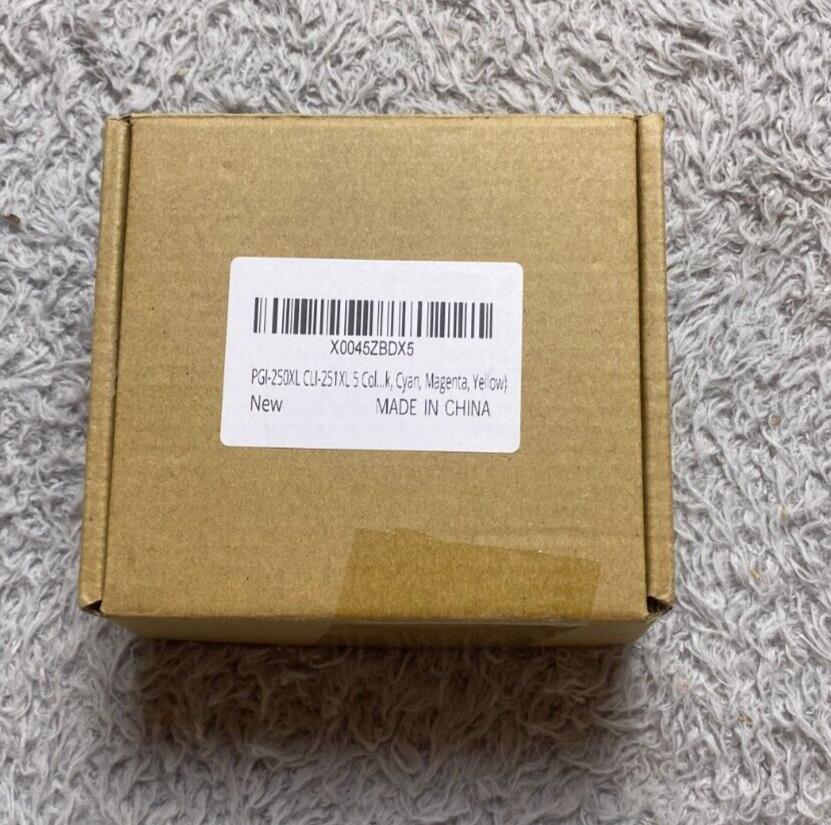 X0045ZBDX5
PGI-250XL CLI-251XL 5 Col...k, Cyan, Magenta, Yellow)
New MADE IN CHINA